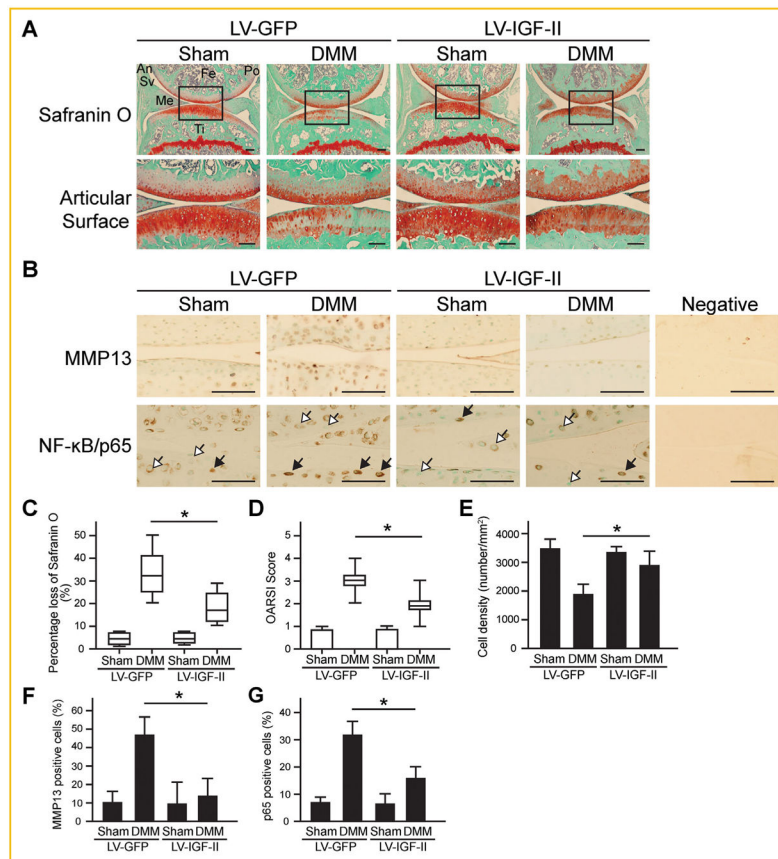 A
LV-GFP LV-IGF-II
Sham DMM Sham DMM
An Sv Fe Po
Me
Ti
Safranin O
Articular
Surface
B
LV-GFP LV-IGF-II
Sham DMM Sham DMM Negative
MMP13
NF-κB/p65
C
Percentage loss of Safranin O
(%)
50
40
30
20
10
0
*
Sham DMM Sham DMM
LV-GFP LV-IGF-II
D
OARSI Score
5
4
3
2
1
0
*
Sham DMM Sham DMM
LV-GFP LV-IGF-II
E
Cell density (number/mm²)
4000
3000
2000
1000
0
*
Sham DMM Sham DMM
LV-GFP LV-IGF-II
F
MMP13 positive cells (%)
60
50
40
30
20
10
0
*
Sham DMM Sham DMM
LV-GFP LV-IGF-II
G
p65 positive cells (%)
40
30
20
10
0
*
Sham DMM Sham DMM
LV-GFP LV-IGF-II